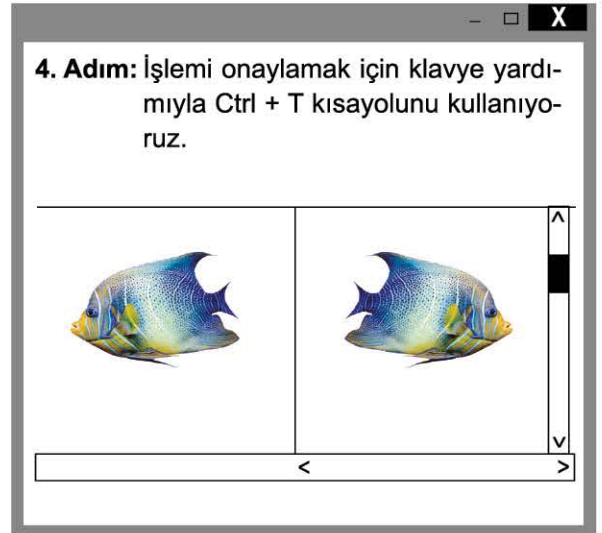 X
4. Adım: İşlemi onaylamak için klavye yardı-
mıyla Ctrl + T kısayolunu kullanıyo-
ruz.